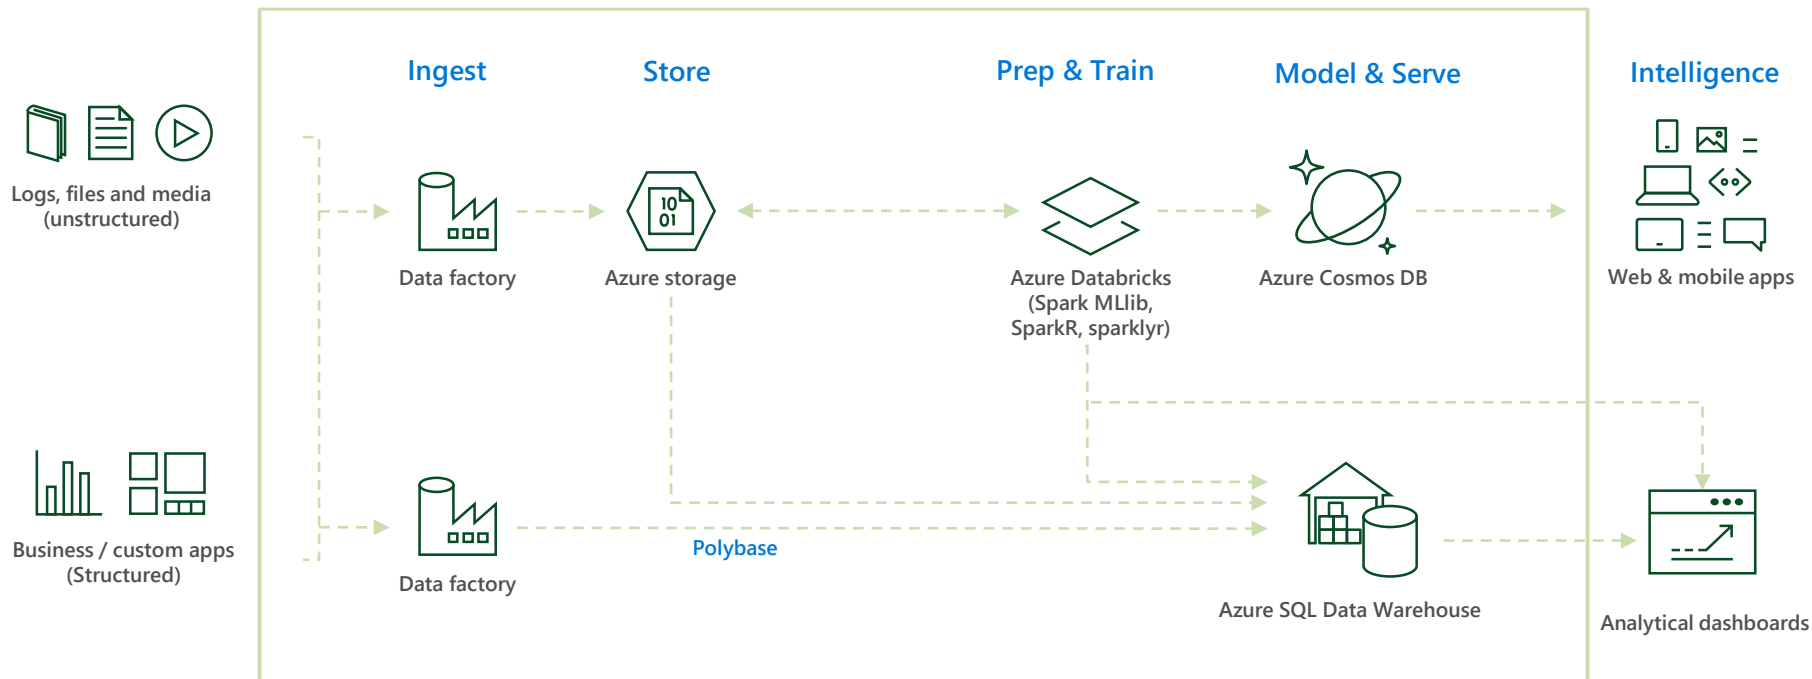 Ingest
Store
Prep & Train
Model & Serve
Intelligence
Logs, files and media
(unstructured)
10
01
Data factory
Azure storage
Azure Databricks
(Spark MLlib,
SparkR, sparklyr)
Azure Cosmos DB
Web & mobile apps
Business / custom apps
(Structured)
Data factory
Polybase
Azure SQL Data Warehouse
Analytical dashboards